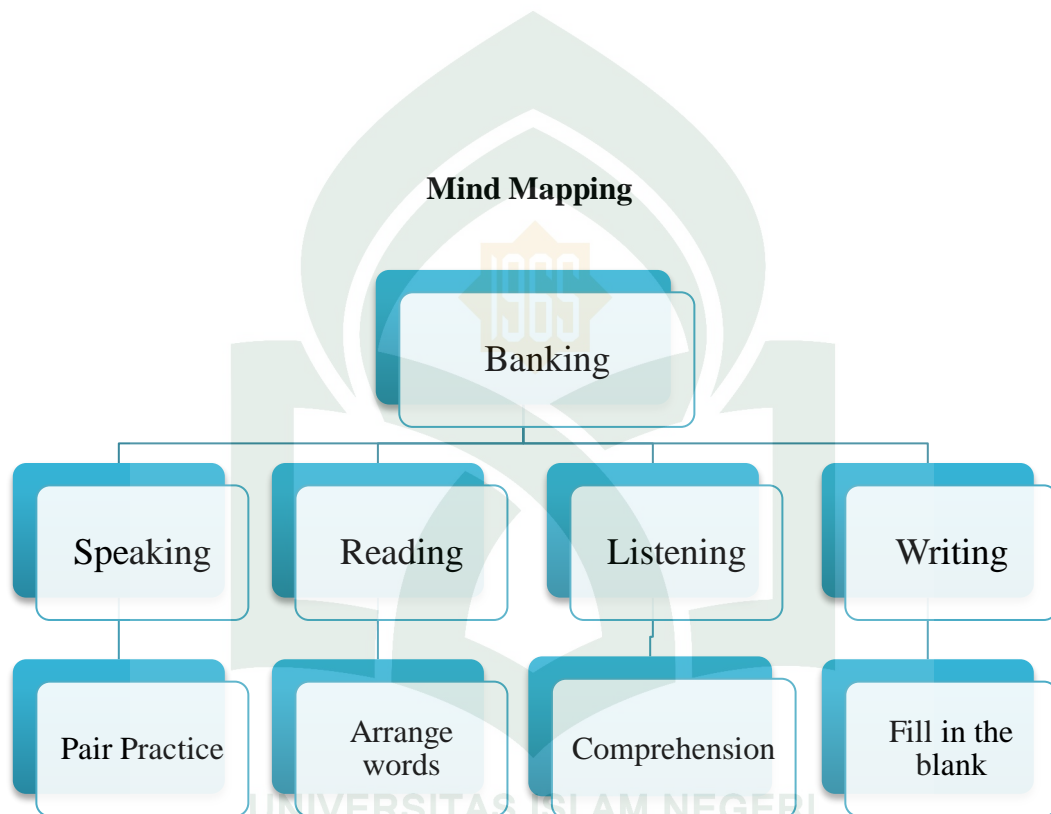 Mind Mapping
1965
Banking
Speaking
Reading
Listening
Writing
Pair Practice
Arrange
words
Comprehension
Fill in the
blank
UNIVERSITAS ISLAM NEGERI